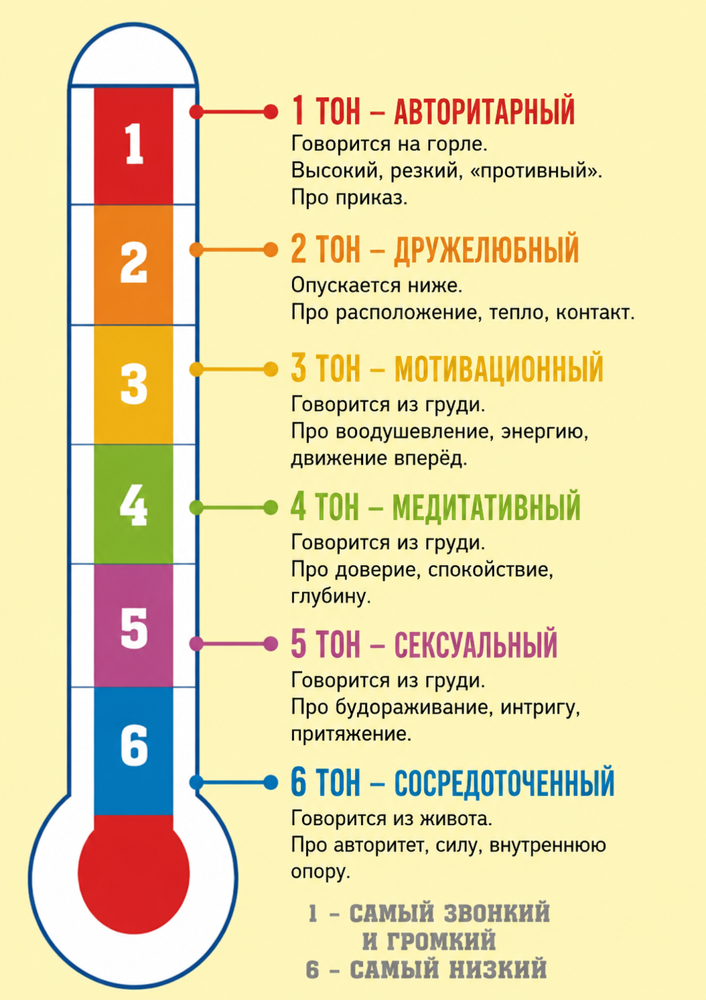 1
1 ТОН – АВТОРИТАРНЫЙ
Говорится на горле.
Высокий, резкий, «противный».
Про приказ.
2
2 ТОН – ДРУЖЕЛЮБНЫЙ
Опускается ниже.
Про расположение, тепло, контакт.
3
3 ТОН – МОТИВАЦИОННЫЙ
Говорится из груди.
Про воодушевление, энергию,
движение вперёд.
4
4 ТОН – МЕДИТАТИВНЫЙ
Говорится из груди.
Про доверие, спокойствие,
глубину.
5
5 ТОН – СЕКСУАЛЬНЫЙ
Говорится из груди.
Про будораживание, интригу,
притяжение.
6
6 ТОН – СОСРЕДОТОЧЕННЫЙ
Говорится из живота.
Про авторитет, силу, внутреннюю
опору.
1 - САМЫЙ ЗВОНКИЙ
И ГРОМКИЙ
6 - САМЫЙ НИЗКИЙ